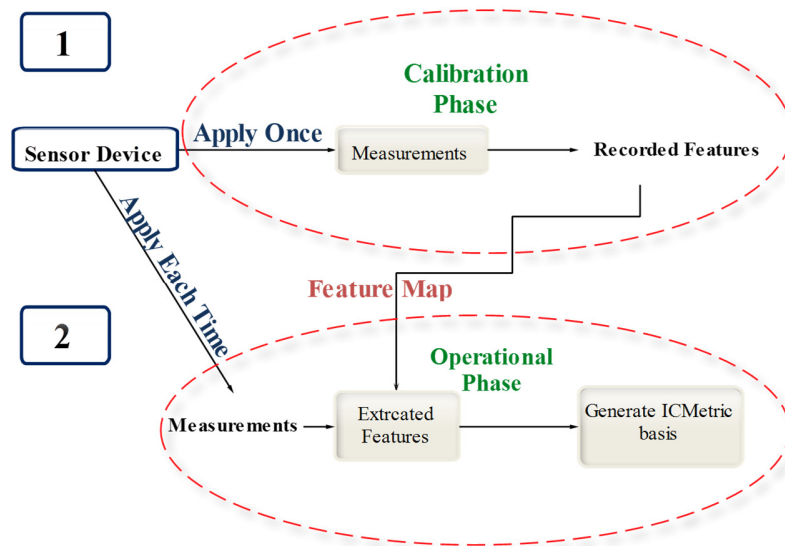 1
Calibration
Phase
Apply Once
Sensor Device
Measurements
Recorded Features
Apply Each Time
Feature Map
2
Operational
Phase
Measurements
Extrcated
Features
Generate ICMetric
basis